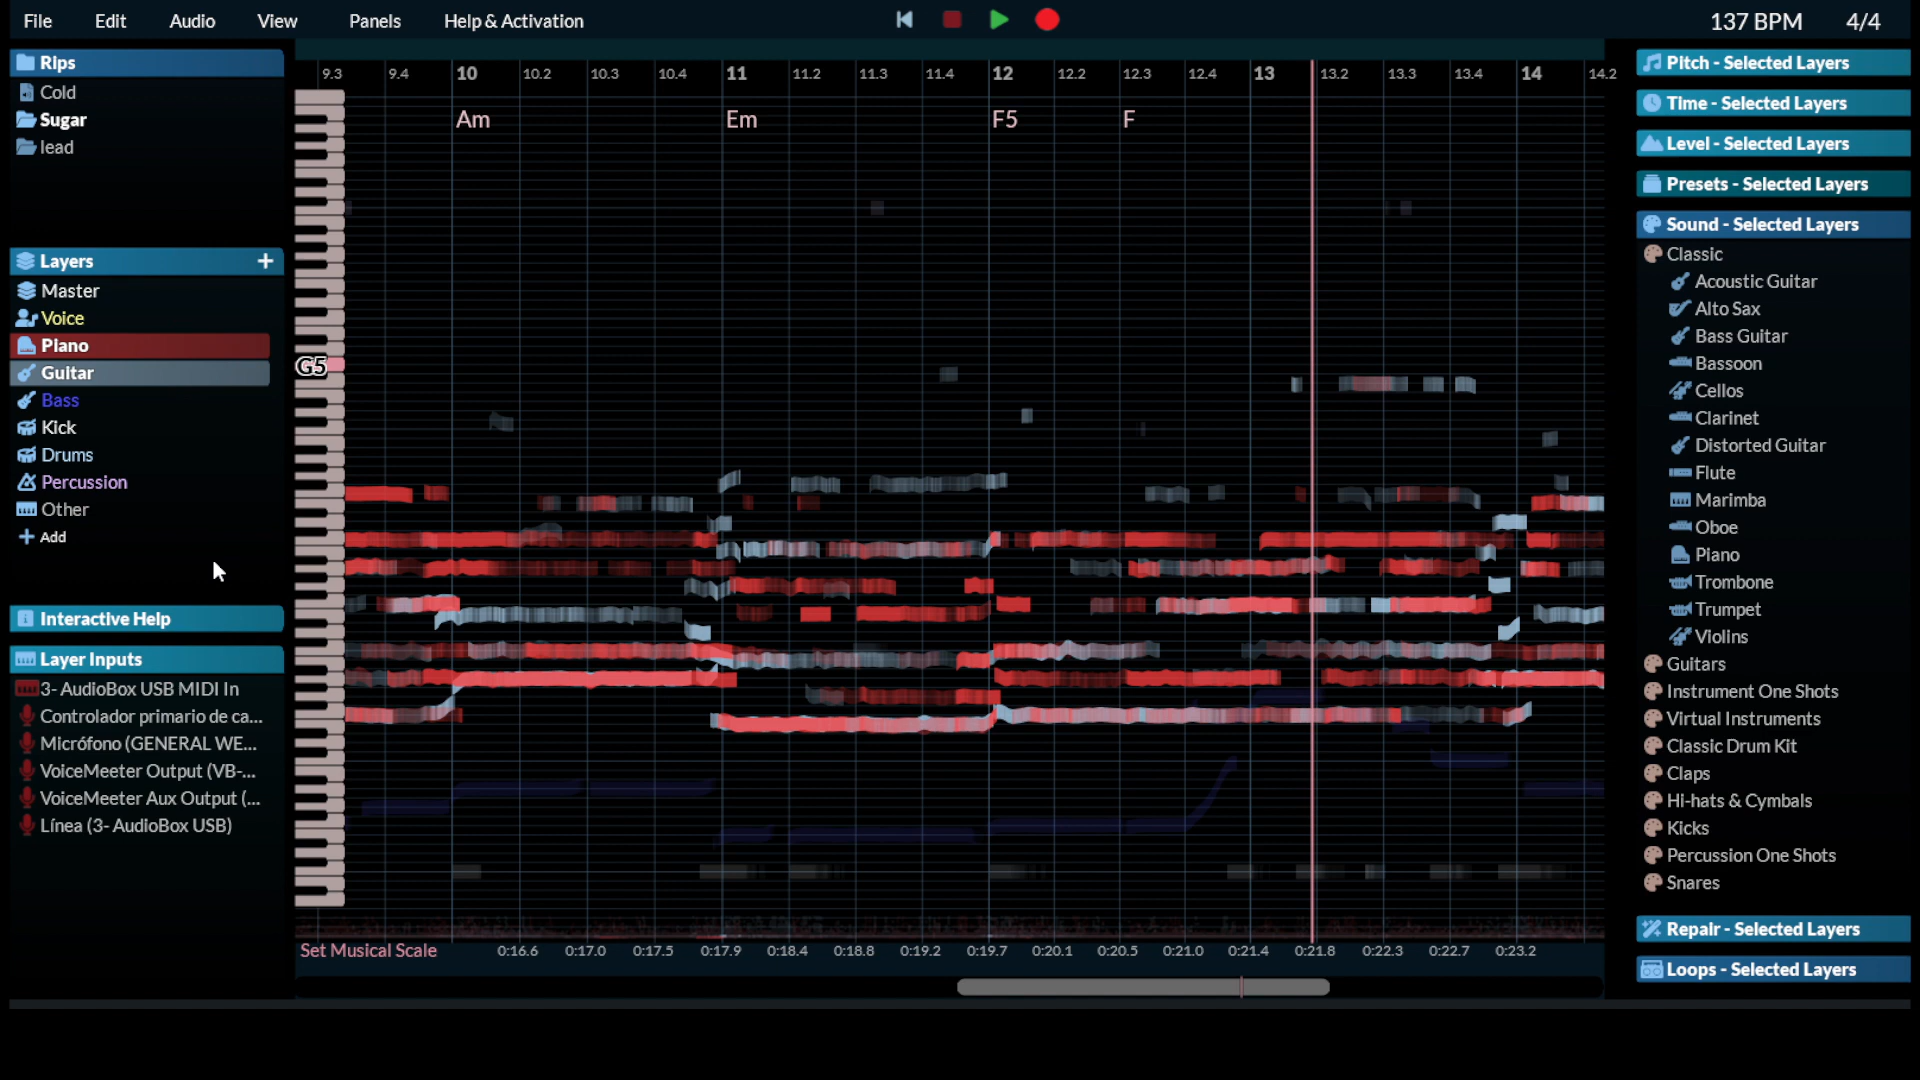 File Edit Audio View Panels Help & Activation 137 BPM 4/4
Rips
Cold
Sugar
lead
Layers +
Master
Voice
Piano
Guitar
Bass
Kick
Drums
Percussion
Other
+ Add
Interactive Help
Layer Inputs
3- AudioBox USB MIDI In
Controlador primario de ca...
Micrófono (GENERAL WE...
VoiceMeeter Output (VB-...
VoiceMeeter Aux Output (...
Línea (3- AudioBox USB)
9.3 9.4 10 10.2 10.3 10.4 11 11.2 11.3 11.4 12 12.2 12.3 12.4 13 13.2 13.3 13.4 14 14.2
Am Em F5 F
G5
Set Musical Scale 0:16.6 0:17.0 0:17.5 0:17.9 0:18.4 0:18.8 0:19.2 0:19.7 0:20.1 0:20.5 0:21.0 0:21.4 0:21.8 0:22.3 0:22.7 0:23.2
Pitch - Selected Layers
Time - Selected Layers
Level - Selected Layers
Presets - Selected Layers
Sound - Selected Layers
Classic
Acoustic Guitar
Alto Sax
Bass Guitar
Bassoon
Cellos
Clarinet
Distorted Guitar
Flute
Marimba
Oboe
Piano
Trombone
Trumpet
Violins
Guitars
Instrument One Shots
Virtual Instruments
Classic Drum Kit
Claps
Hi-hats & Cymbals
Kicks
Percussion One Shots
Snares
Repair - Selected Layers
Loops - Selected Layers